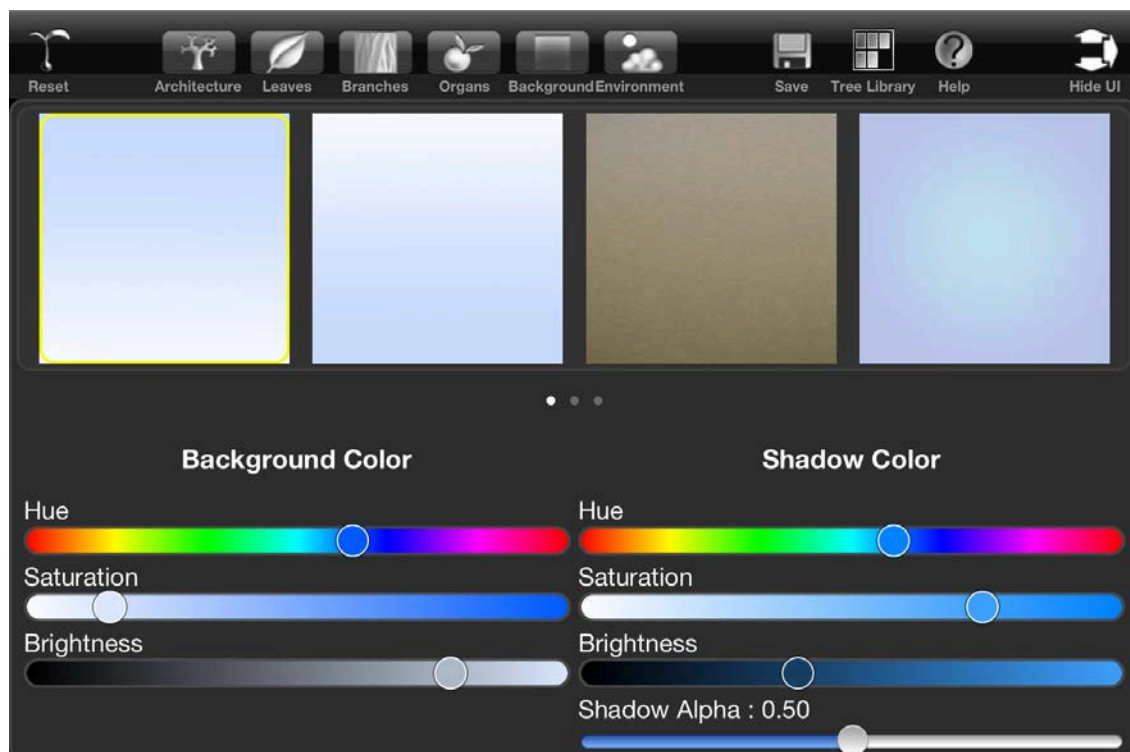 Reset Architecture Leaves Branches Organs Background Environment Save Tree Library Help Hide UI
Background Color
Hue
Saturation
Brightness
Shadow Color
Hue
Saturation
Brightness
Shadow Alpha : 0.50